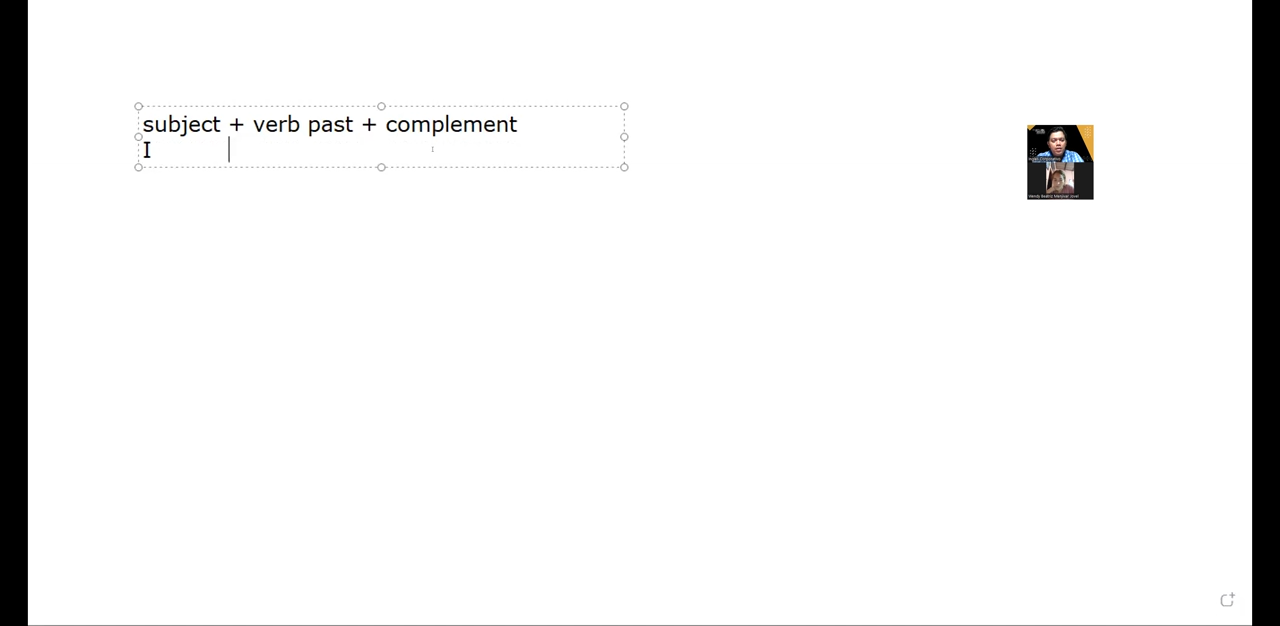 subject + verb past + complement
I